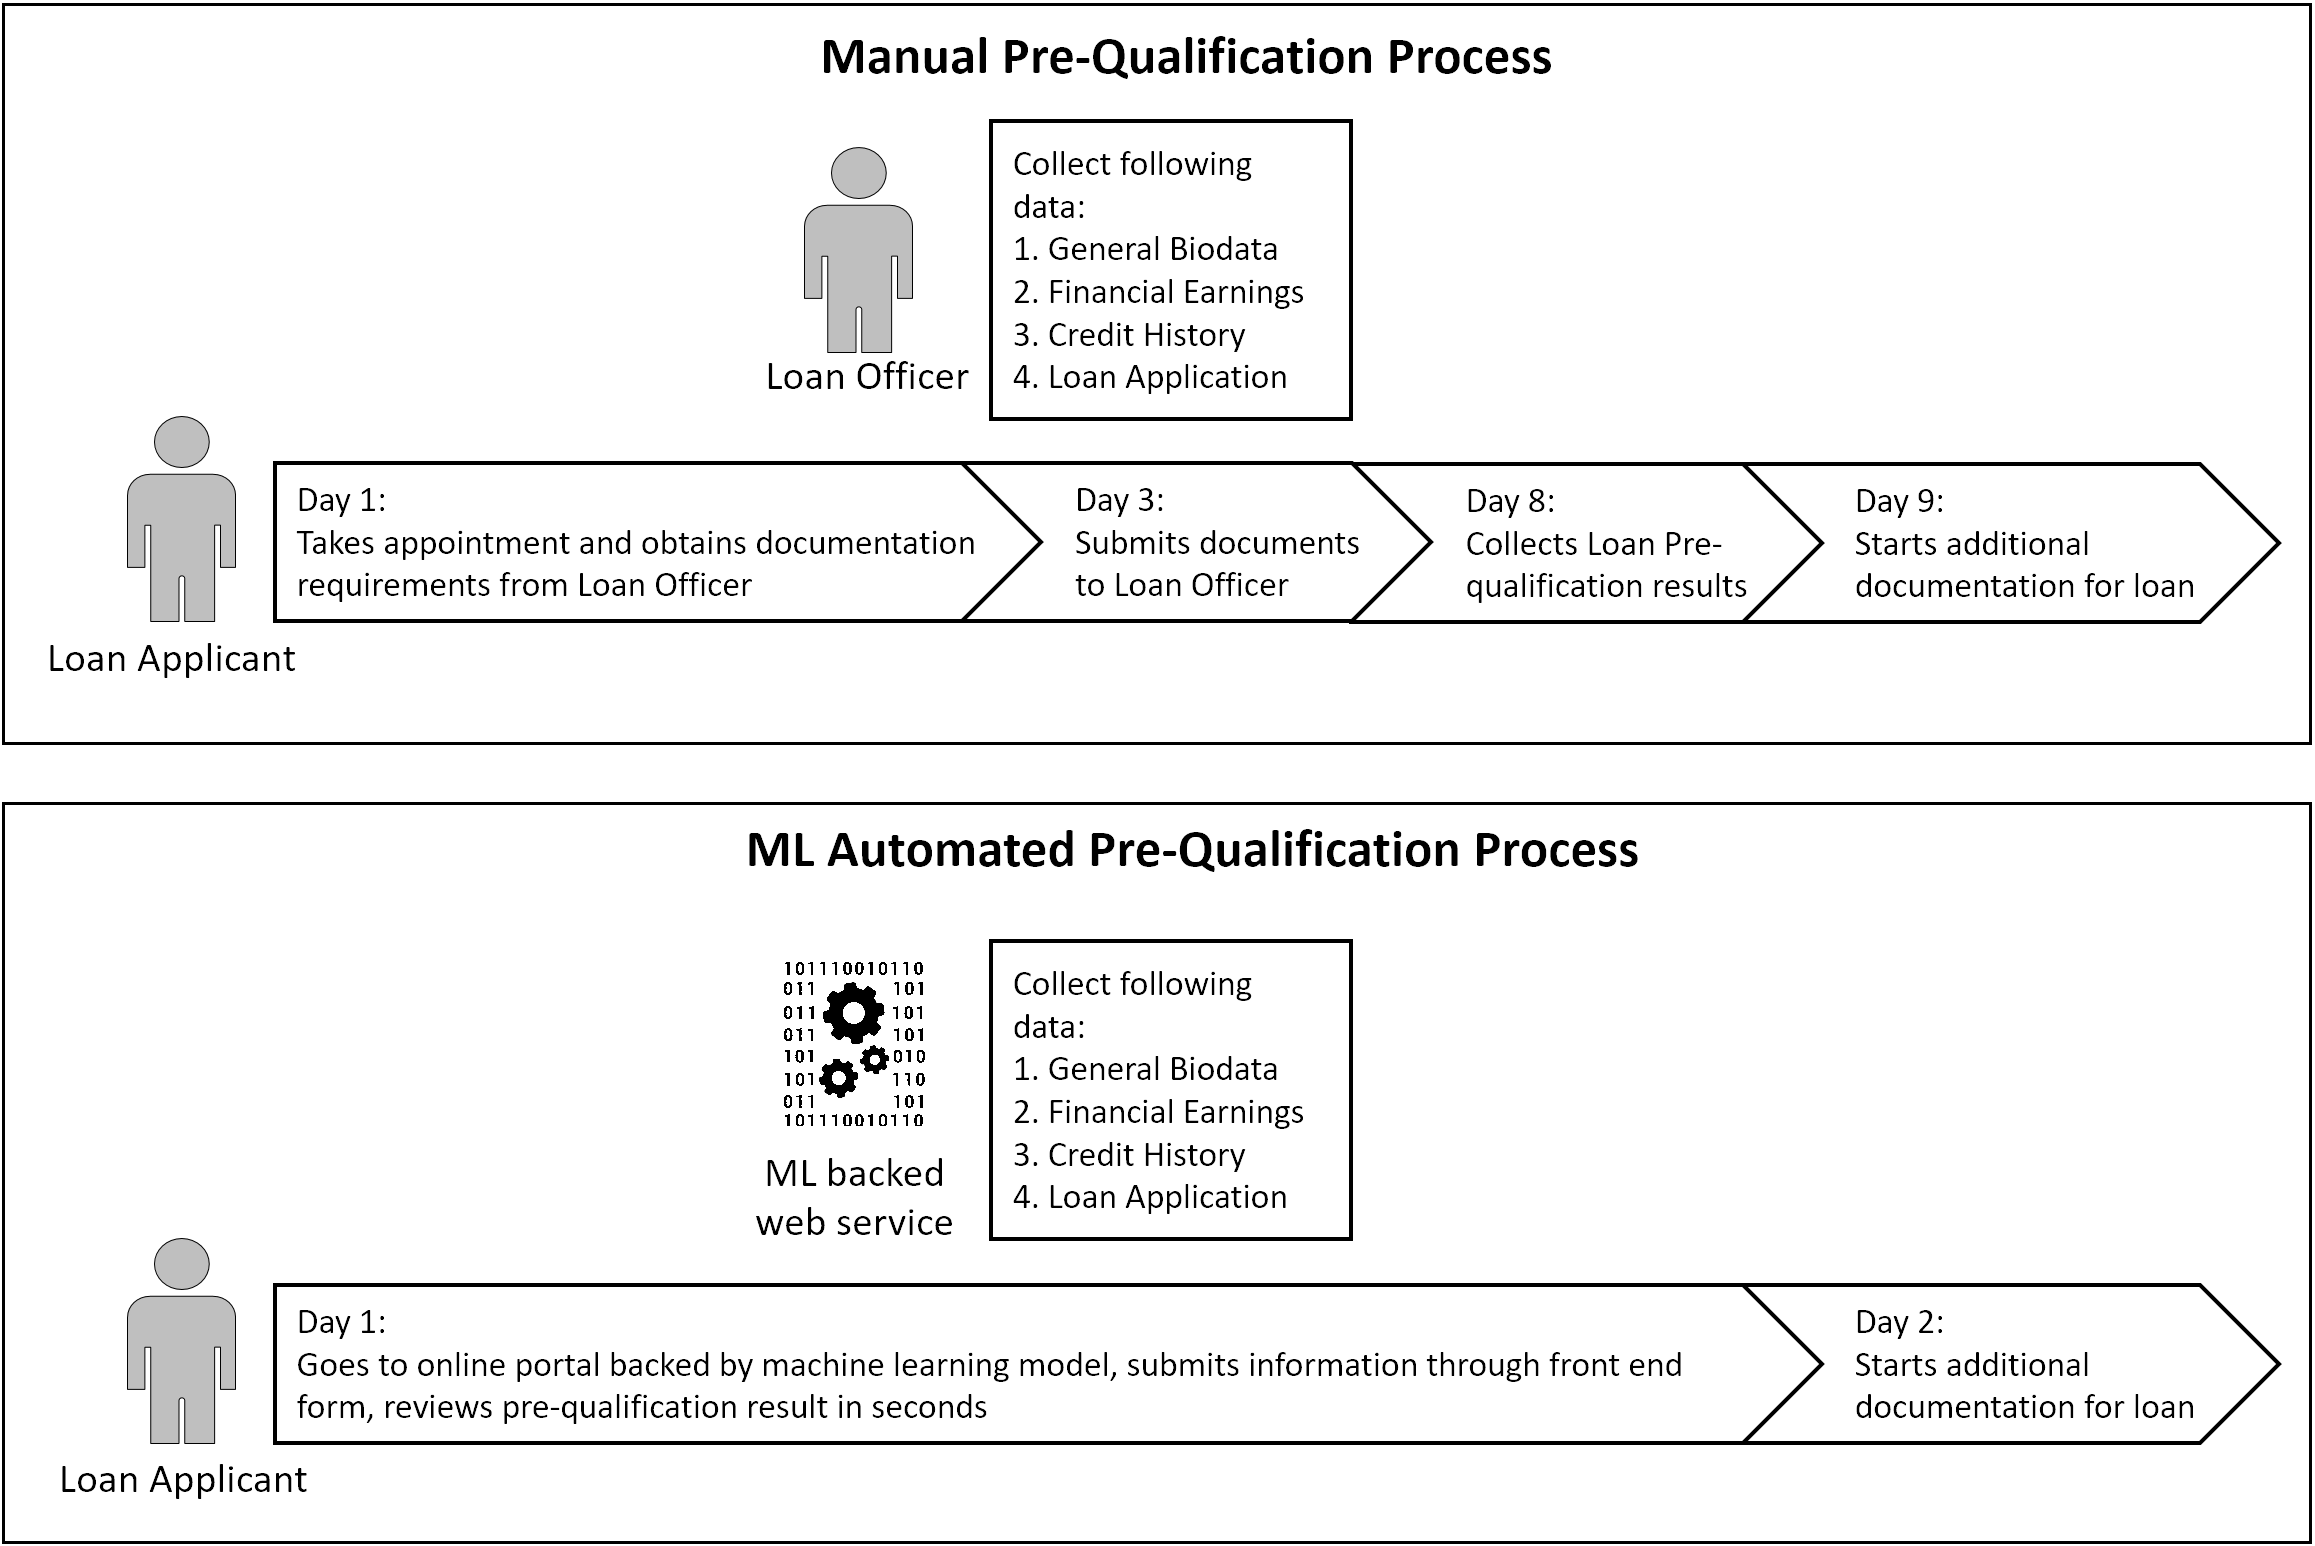 Manual Pre-Qualification Process
Collect following
data:
1. General Biodata
2. Financial Earnings
3. Credit History
4. Loan Application
Loan Officer
Day 1:
Takes appointment and obtains documentation
requirements from Loan Officer
Day 3:
Submits documents
to Loan Officer
Day 8:
Collects Loan Pre-
qualification results
Day 9:
Starts additional
documentation for loan
Loan Applicant
ML Automated Pre-Qualification Process
101110010110
011 101
011 101
011 101
101 010
101 110
011 101
101110010110
ML backed
web service
Collect following
data:
1. General Biodata
2. Financial Earnings
3. Credit History
4. Loan Application
Day 1:
Goes to online portal backed by machine learning model, submits information through front end
form, reviews pre-qualification result in seconds
Day 2:
Starts additional
documentation for loan
Loan Applicant